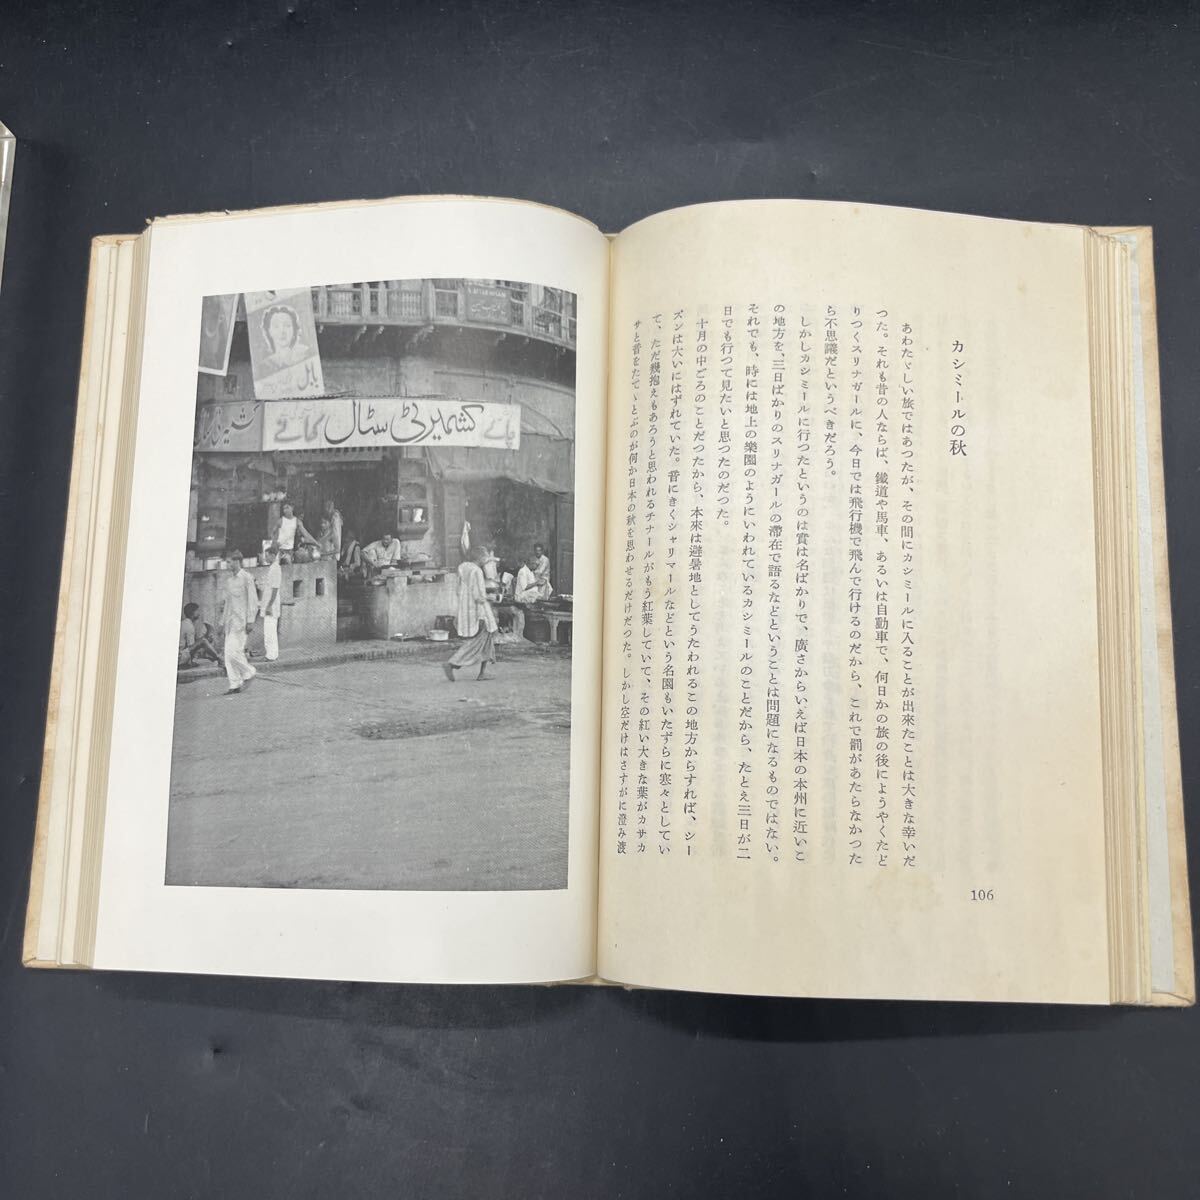 カシミールの秋
あわたゞしい旅ではあつたが、その間にカシミールに入ることが出來たことは大きな幸いだ
つた。それも昔の人ならば、鐵道や馬車、あるいは自動車で、何日かの旅の後にようやくたど
りつくスリナガールに、今日では飛行機で飛んで行けるのだから、これで罰があたらなかつた
ら不思議だというべきだろう。
しかしカシミールに行つたというのは實は名ばかりで、廣さからいえば日本の本州に近いこ
の地方を、三日ばかりのスリナガールの滯在で語るなどということは問題になるものではない。
それでも、時には地上の樂園のようにいわれているカシミールのことだから、たとえ三日が二
日でも行つて見たいと思つたのだつた。
十月の中ごろのことだつたから、本來は避暑地としてうたわれるこの地方からすれば、シー
ズンは大いにはずれていた。音にきくシャリマールなどという名園もいたずらに寒々としてい
て、ただ幾抱えもあろうと思われるチナールがもう紅葉していて、その紅い大きな葉がカサカ
サと音をたてゝとぶのが何か日本の秋を思わせるだけだつた。しかし空だけはさすがに澄み渡
106
چائے کشمیر ٹی سٹال کھانے